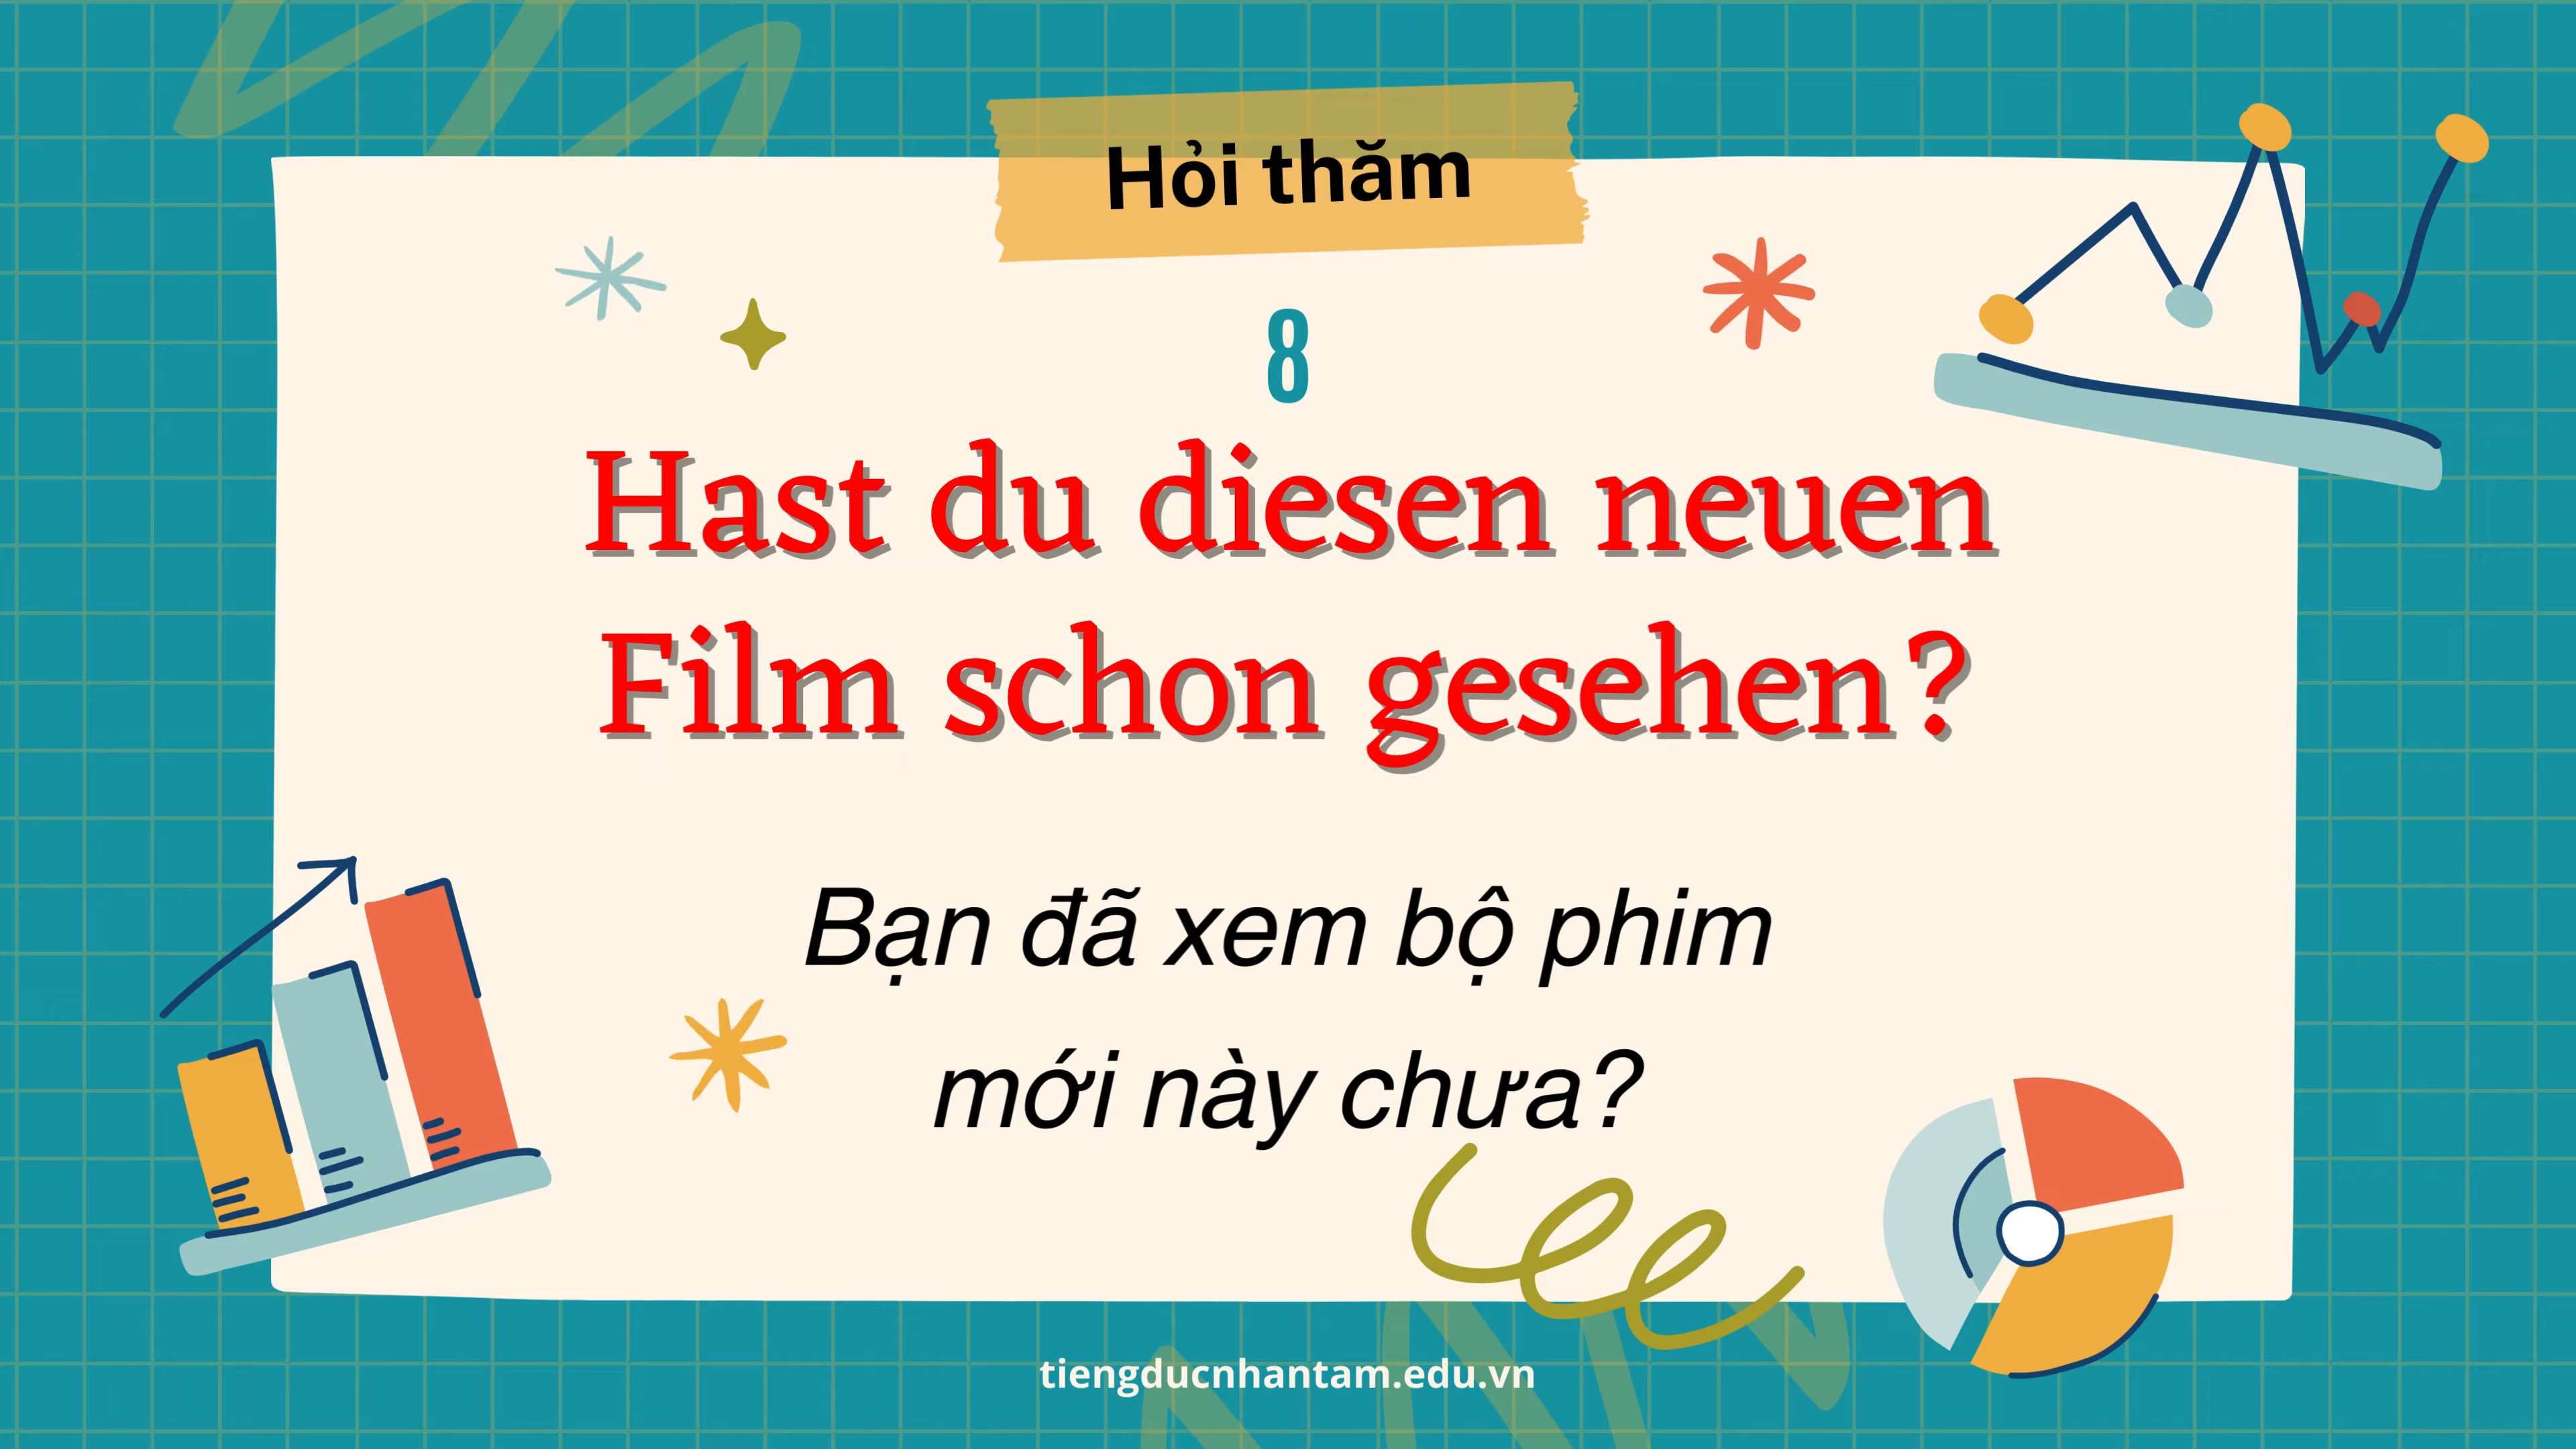 Hỏi thăm
8
Hast du diesen neuen
Film schon gesehen?
Bạn đã xem bộ phim
mới này chưa?
tiengducnhantam.edu.vn